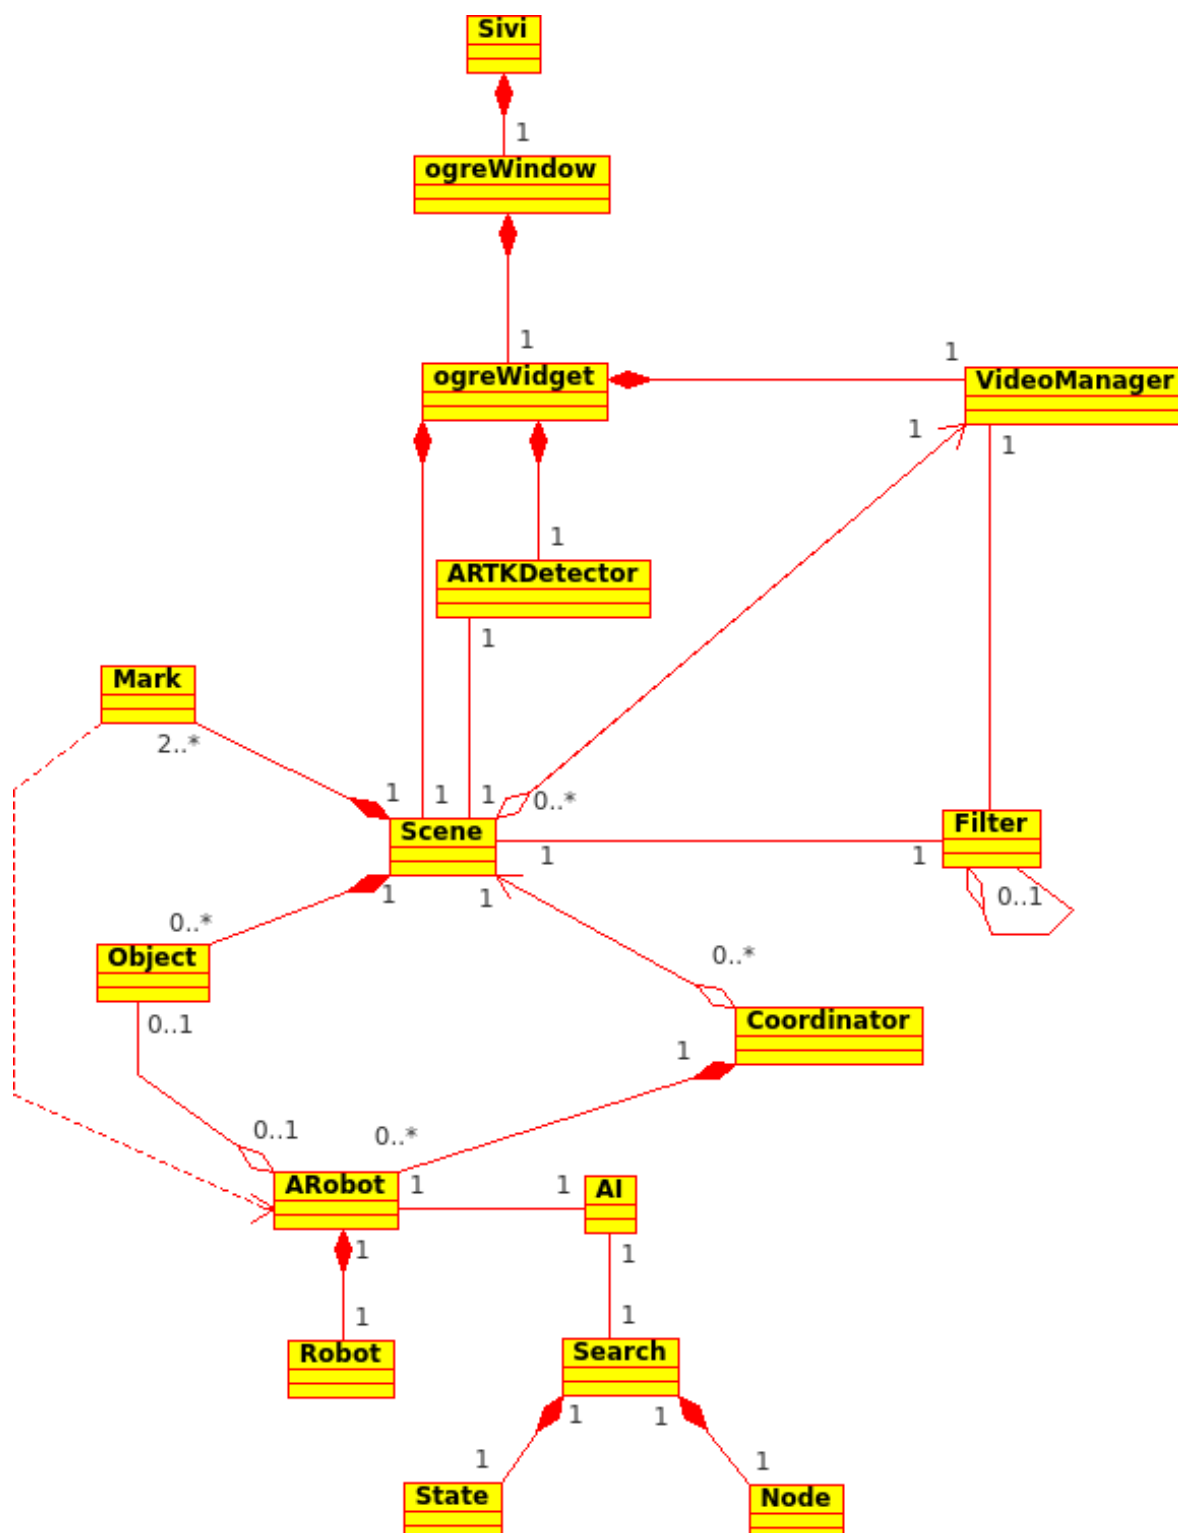 Sivi
1
ogreWindow
1
ogreWidget
1
VideoManager
1
1
1
ARTKDetector
1
Mark
2..*
1
1
1
0..*
Scene
Filter
1
1
1
1
0..1
0..*
Object
0..*
0..1
Coordinator
1
0..1
0..*
ARobot
1
1
AI
1
1
1
1
Robot
Search
1
1
1
1
State
Node